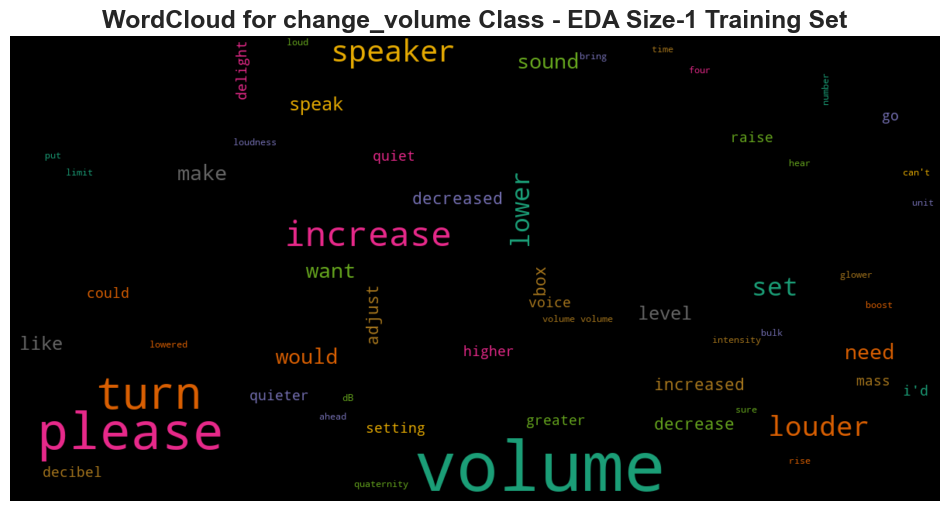 WordCloud for change_volume Class - EDA Size-1 Training Set
loud
speaker
delight
sound
bring
time
four
number
speak
go
raise
loudness
put
quiet
hear
limit
make
can't
decreased
lower
unit
increase
want
box
set
glower
could
adjust
voice
boost
level
volume volume
like
lowered
would
higher
intensity
bulk
need
turn
quieter
dB
increased
mass
i'd
please
ahead
setting
greater
decrease
sure
louder
decibel
volume
rise
quaternity